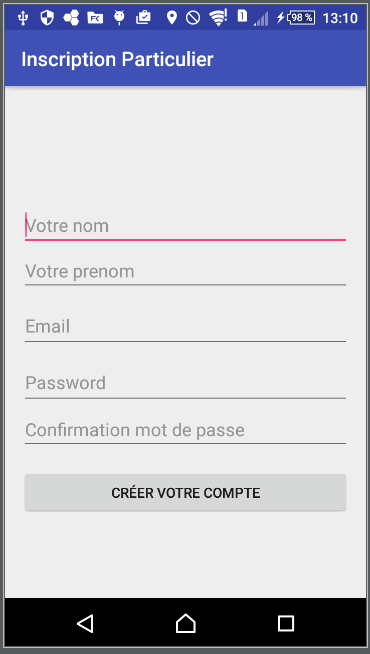 98 % 13:10
Inscription Particulier
Votre nom
Votre prenom
Email
Password
Confirmation mot de passe
CRÉER VOTRE COMPTE